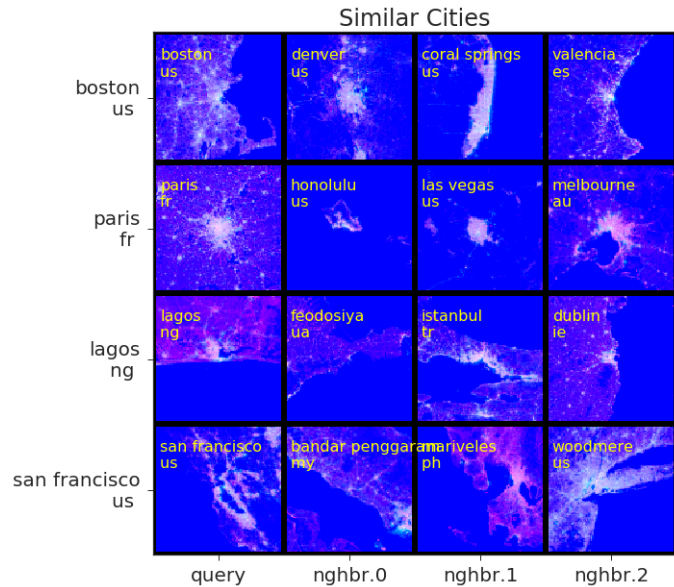 Similar Cities
boston
us
boston
us
denver
us
coral springs
us
valencia
es
paris
fr
paris
fr
honolulu
us
las vegas
us
melbourne
au
lagos
ng
lagos
ng
feodosiya
ua
istanbul
tr
dublin
ie
san francisco
us
san francisco
us
bandar penggaram
my
mariveles
ph
woodmere
us
query
nghbr.0
nghbr.1
nghbr.2